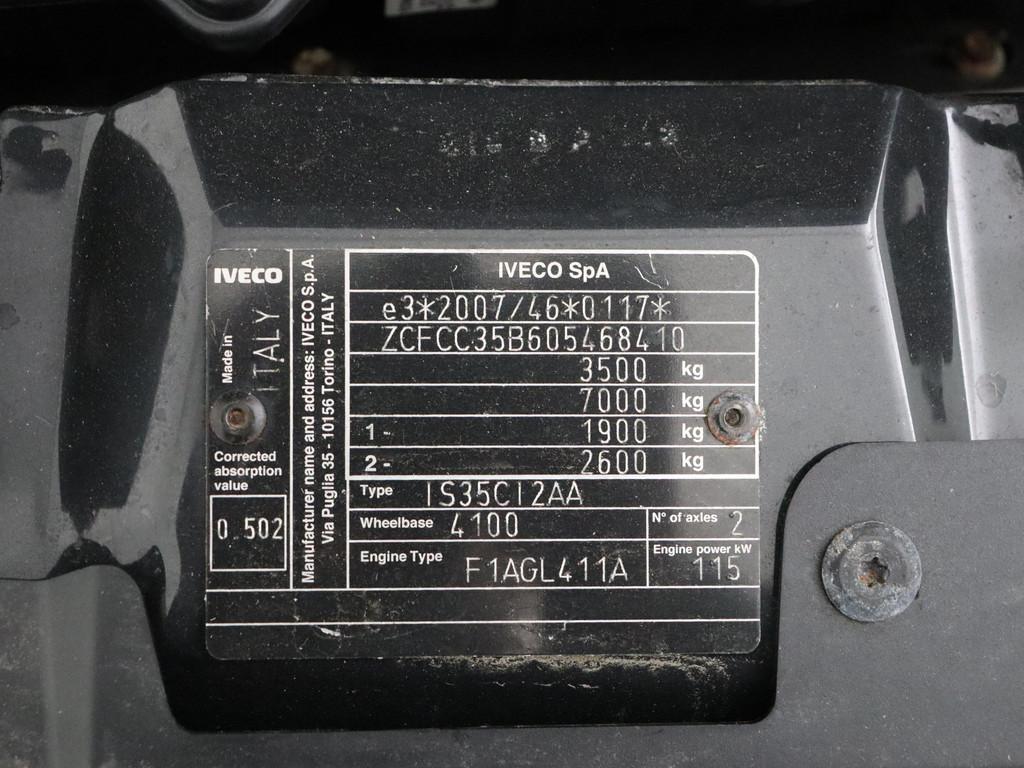 IVECO
Made in
ITALY
Corrected
absorption
value
0.502
Manufacturer name and address: IVECO S.p.A.
Via Puglia 35 - 10156 Torino - ITALY
IVECO SpA
e3*2007/46*0117*
ZCFCC35B605468410
3500 kg
7000 kg
1- 1900 kg
2- 2600 kg
Type IS35CI2AA
Wheelbase 4100
N° of axles 2
Engine Type F1AGL411A
Engine power kW
115